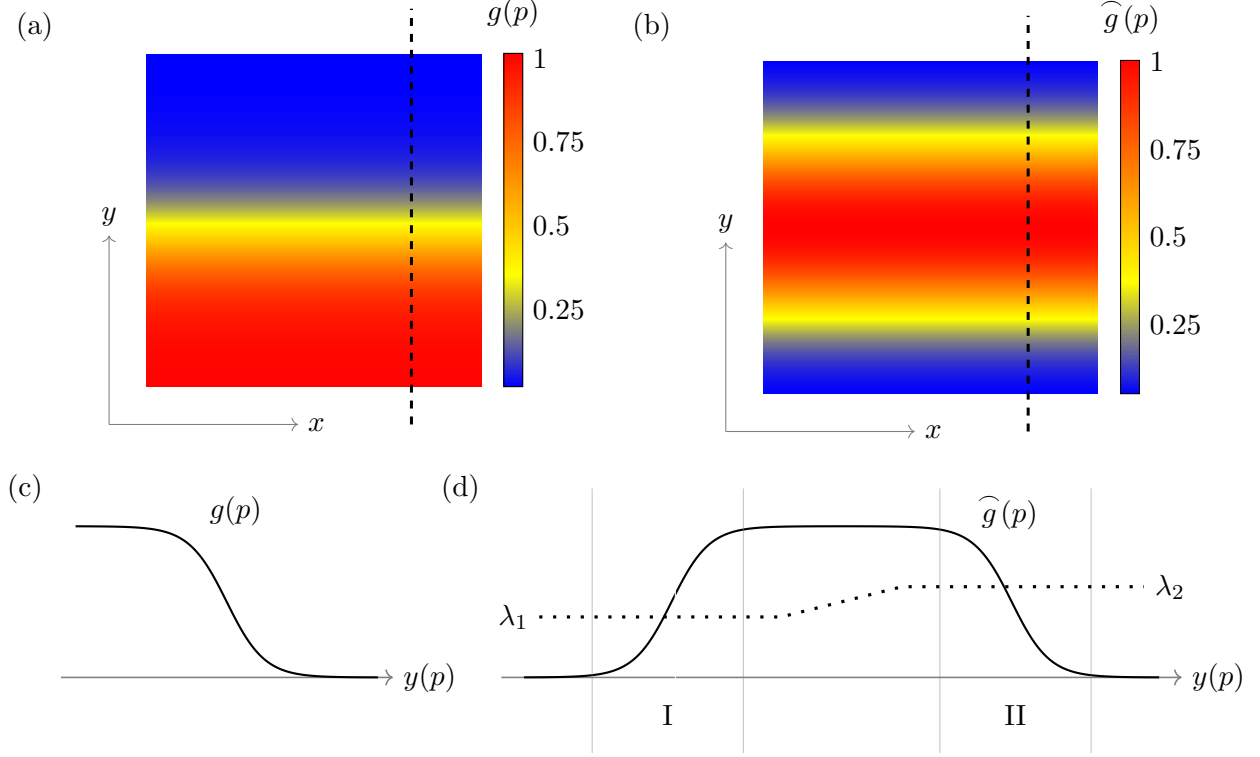 (a)
g(p)
1
0.75
0.5
0.25
y
x
(b)
ĝ(p)
1
0.75
0.5
0.25
y
x
(c)
g(p)
y(p)
(d)
ĝ(p)
λ₁
λ₂
y(p)
I
II